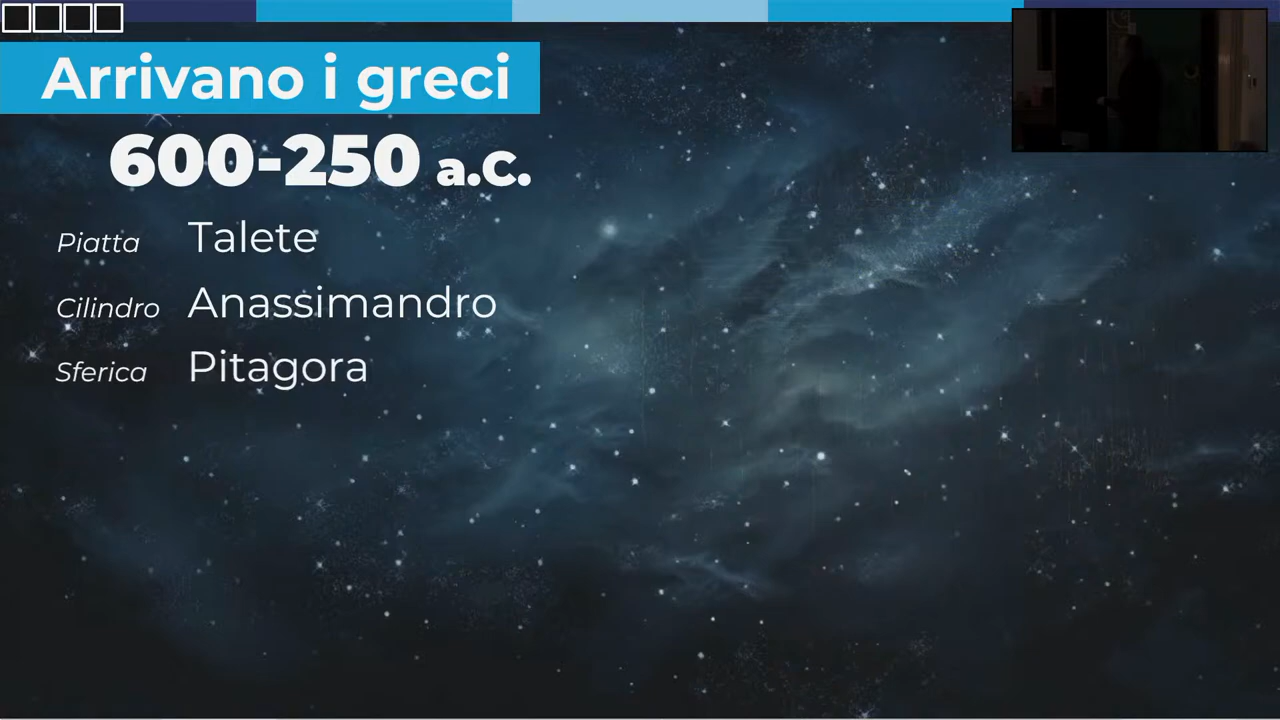 Arrivano i greci
600-250 a.C.
Piatta Talete
Cilindro Anassimandro
Sferica Pitagora